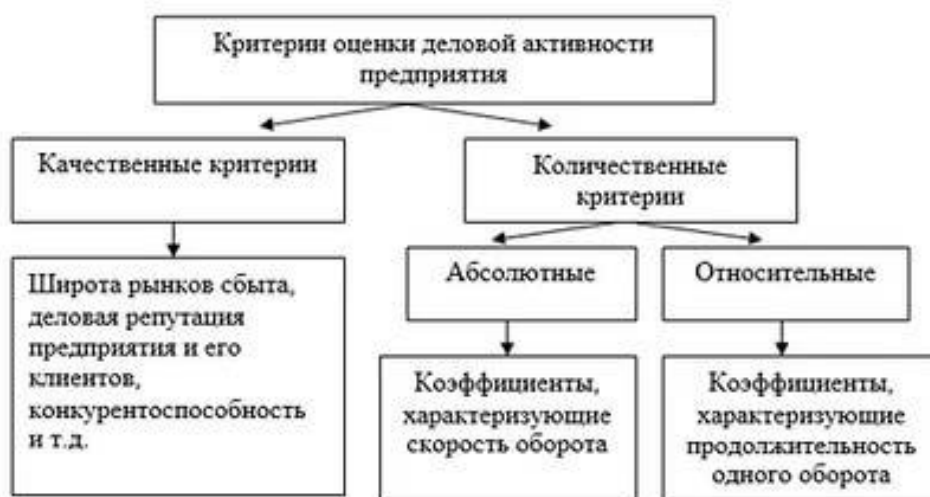 Критерии оценки деловой активности
предприятия
Качественные критерии
Количественные
критерии
Широта рынков сбыта,
деловая репутация
предприятия и его
клиентов,
конкурентоспособность
и т.д.
Абсолютные
Относительные
Коэффициенты,
характеризующие
скорость оборота
Коэффициенты,
характеризующие
продолжительность
одного оборота